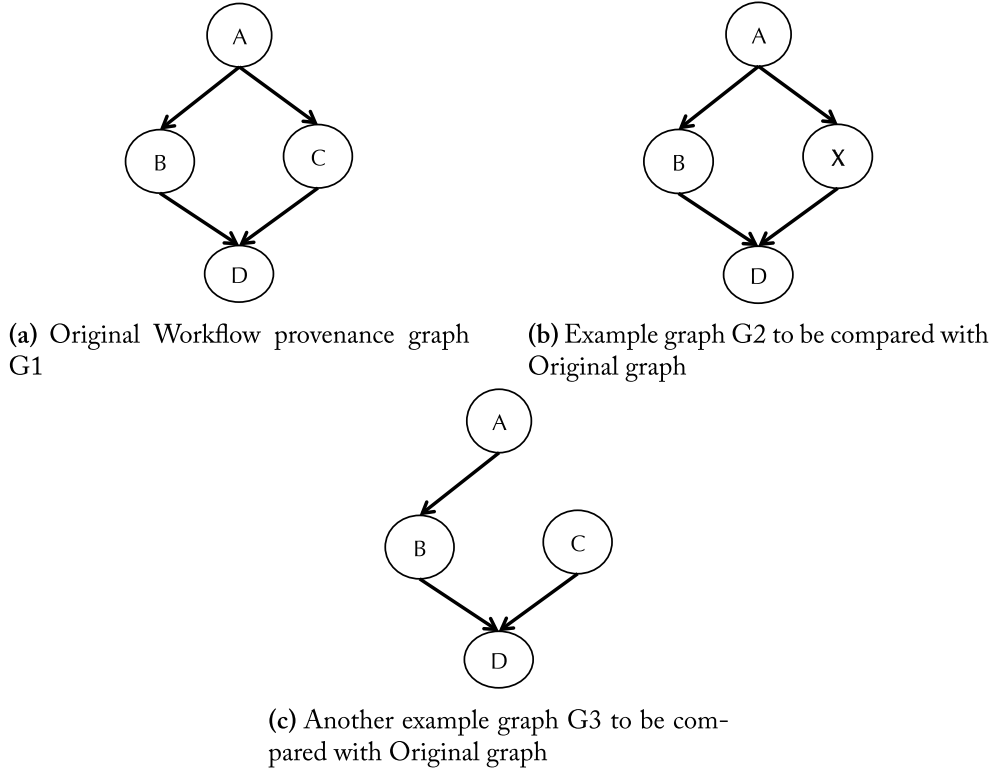 A
B
C
D
(a) Original Workflow provenance graph
G1
A
B
X
D
(b) Example graph G2 to be compared with
Original graph
A
B
C
D
(c) Another example graph G3 to be com-
pared with Original graph